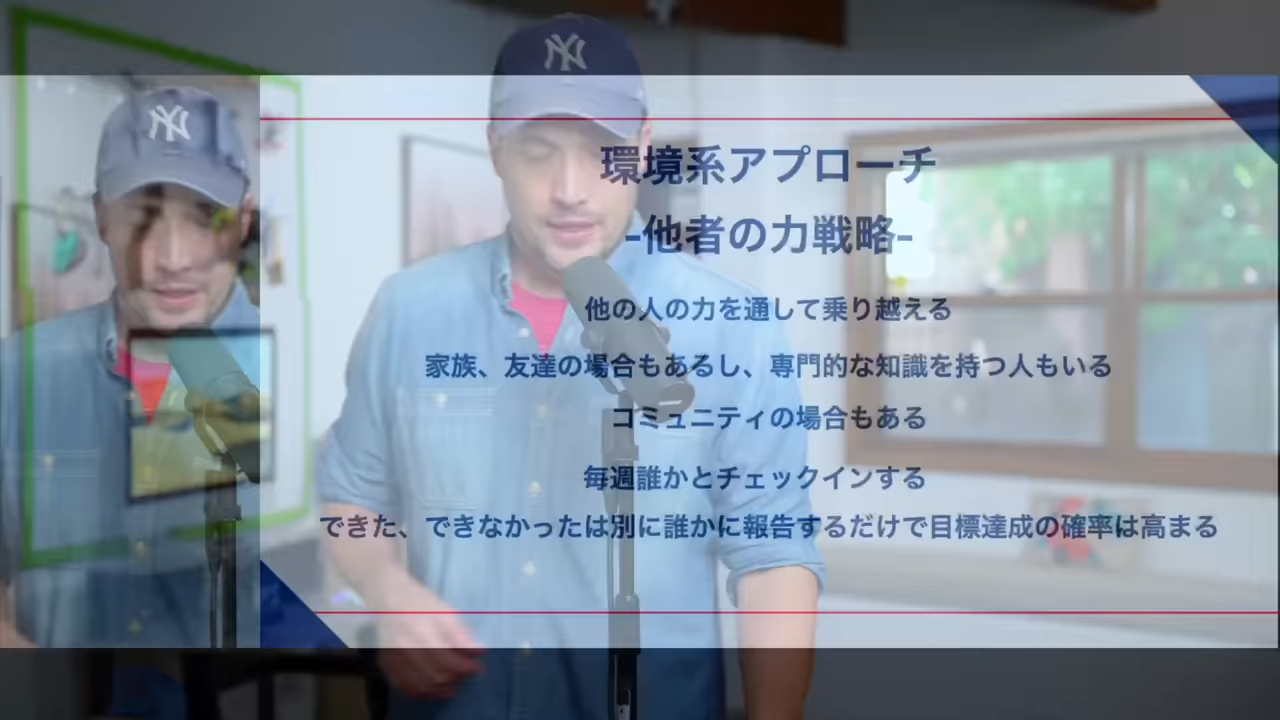 NY
NY
環境系アプローチ
-他者の力戦略-
他の人の力を通して乗り越える
家族、友達の場合もあるし、専門的な知識を持つ人もいる
コミュニティの場合もある
毎週誰かとチェックインする
できた、できなかったは別に誰かに報告するだけで目標達成の確率は高まる